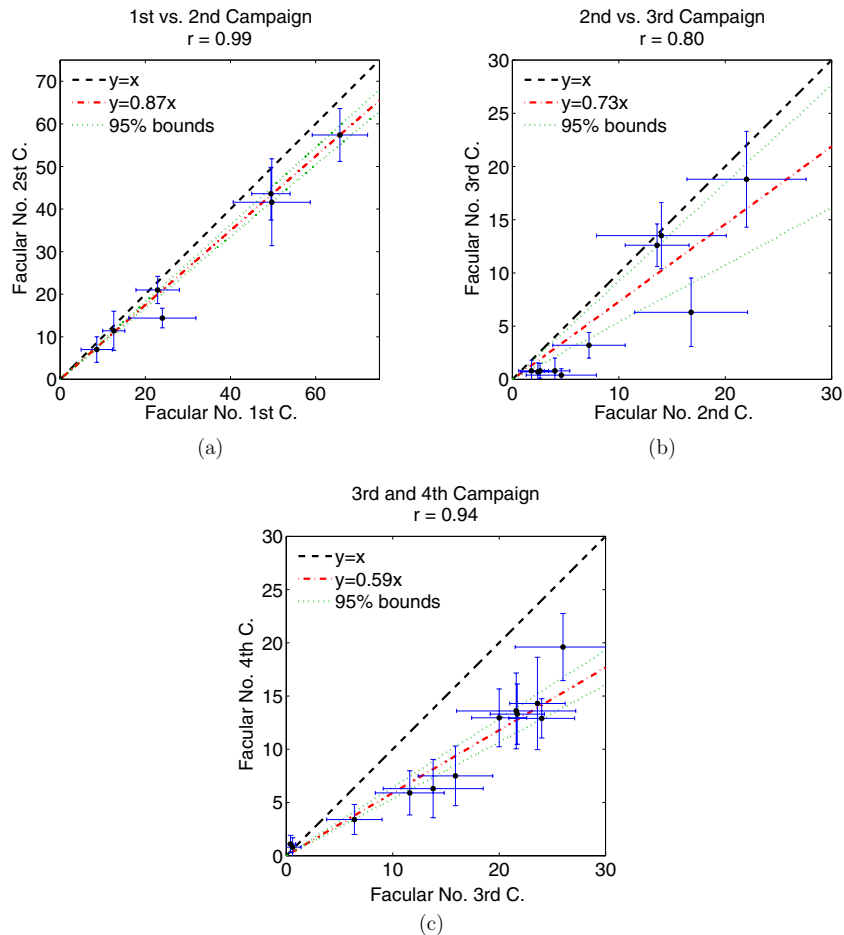 1st vs. 2nd Campaign
r = 0.99
70
60
50
40
30
20
10
0
Facular No. 2st C.
y=x
y=0.87x
95% bounds
0 20 40 60
Facular No. 1st C.
(a)
2nd vs. 3rd Campaign
r = 0.80
30
25
20
15
10
5
0
Facular No. 3rd C.
y=x
y=0.73x
95% bounds
0 10 20 30
Facular No. 2nd C.
(b)
3rd and 4th Campaign
r = 0.94
30
25
20
15
10
5
0
Facular No. 4th C.
y=x
y=0.59x
95% bounds
0 10 20 30
Facular No. 3rd C.
(c)